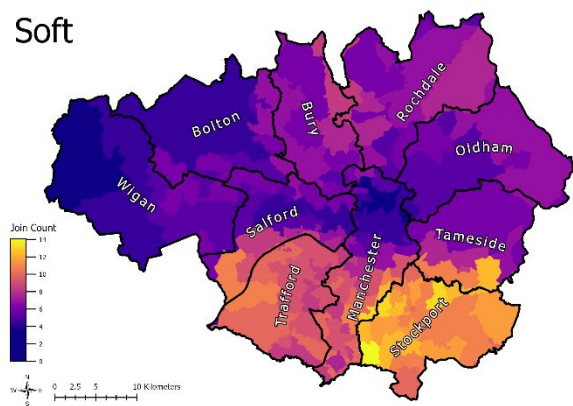 Soft
Rochdale
Bury
Bolton
Oldham
Wigan
Salford
Tameside
Manchester
Trafford
Stockport
Join Count
14
12
10
8
6
4
2
0
N
W E
S
0 2.5 5 10 Kilometers